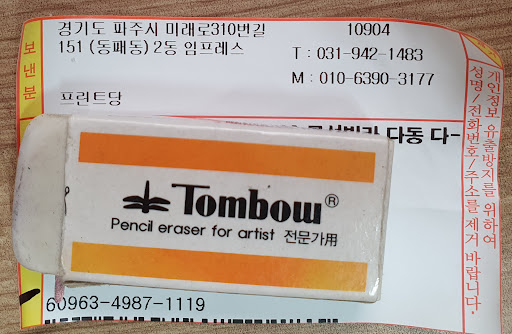 경기도 파주시 미래로310번길 10904
151 (동패동) 2동 임프레스 T : 031-942-1483
M : 010-6390-3177
프린트당
보낸분
다동 다-
Tombow®
Pencil eraser for artist 전문가用
60963-4987-1119
개인정보 유출방지를 위하여
성명/전화번호/주소를 제거 바랍니다.